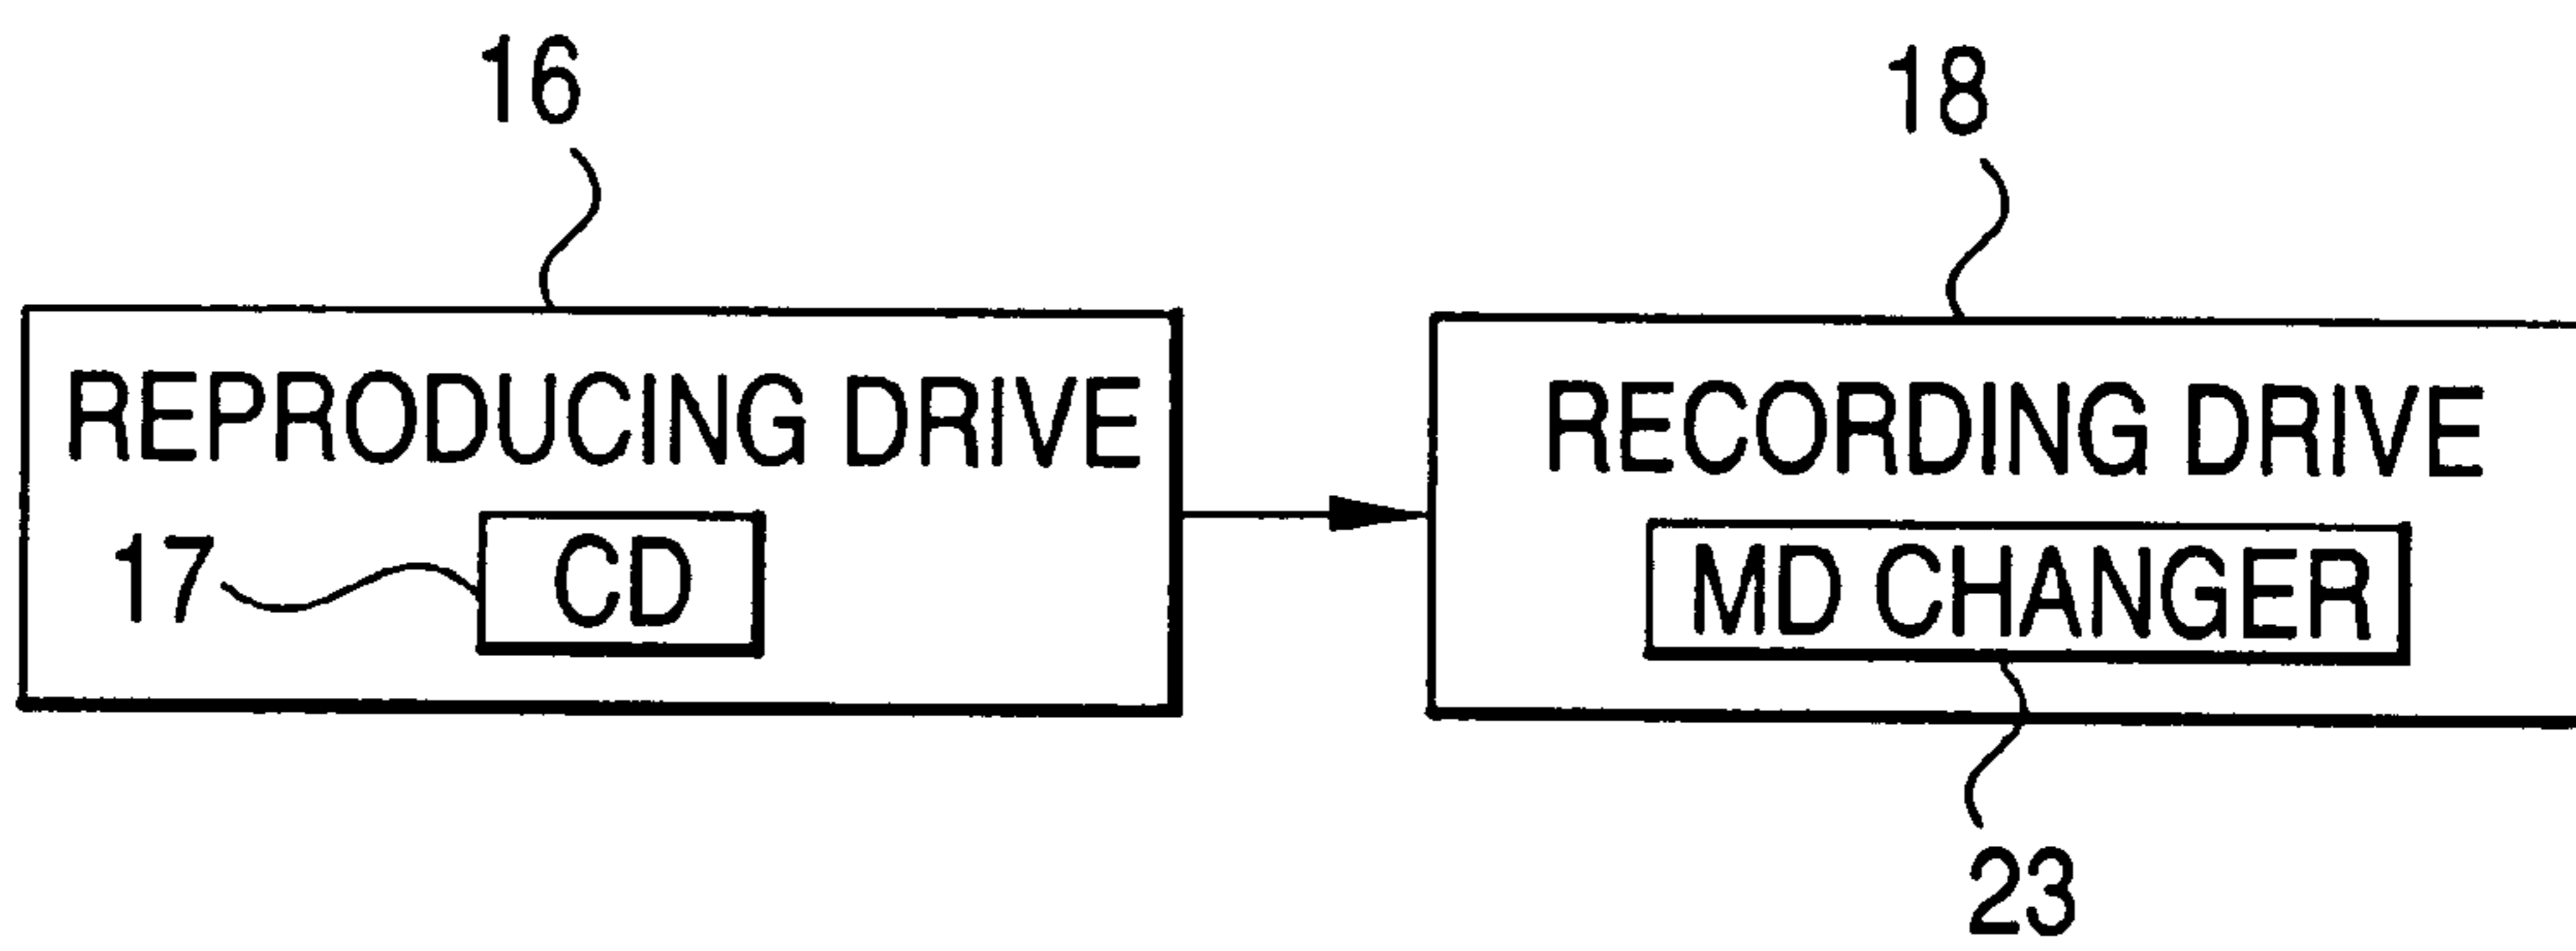 16
18
REPRODUCING DRIVE
RECORDING DRIVE
17
CD
MD CHANGER
23